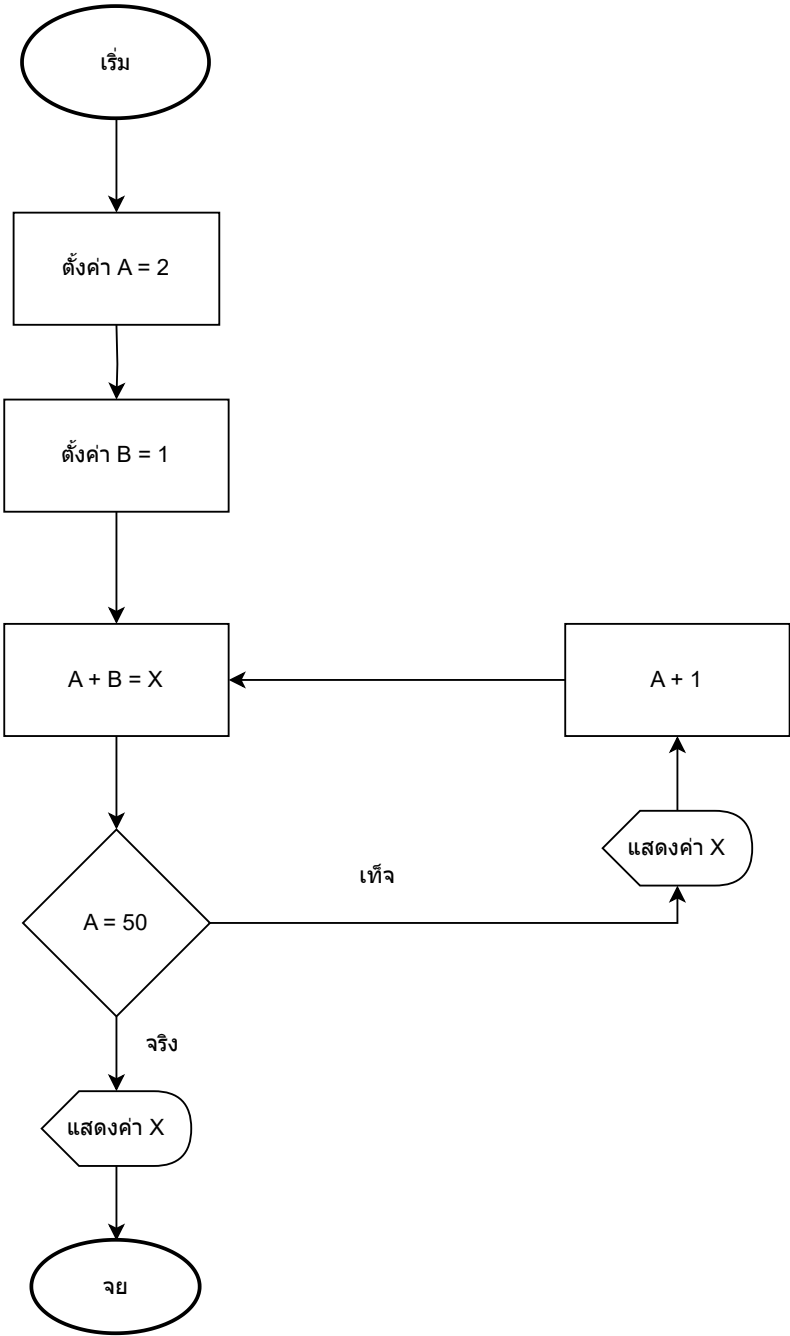 เริ่ม
ตั้งค่า A = 2
ตั้งค่า B = 1
A + B = X
A + 1
แสดงค่า X
เท็จ
A = 50
จริง
แสดงค่า X
จย